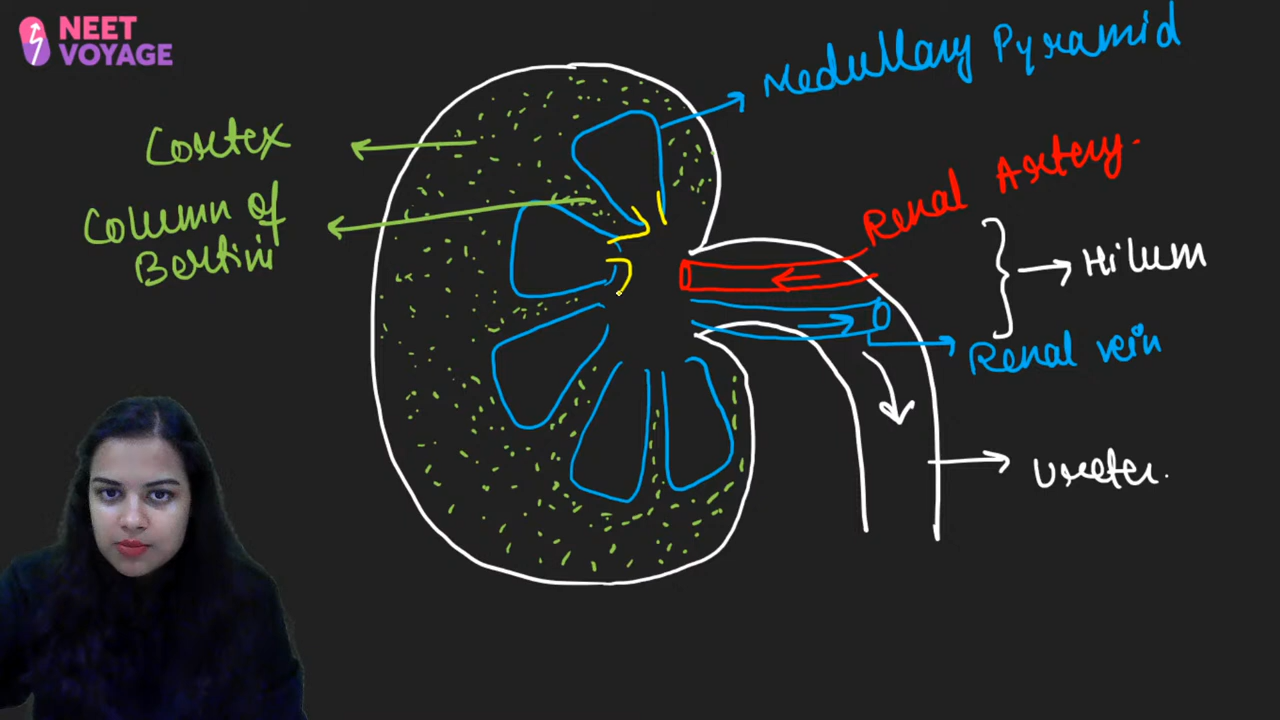 NEET
VOYAGE
Medullary Pyramid
Cortex
Renal Artery.
Column of
Bertini
Hilum
Renal vein
Ureter.